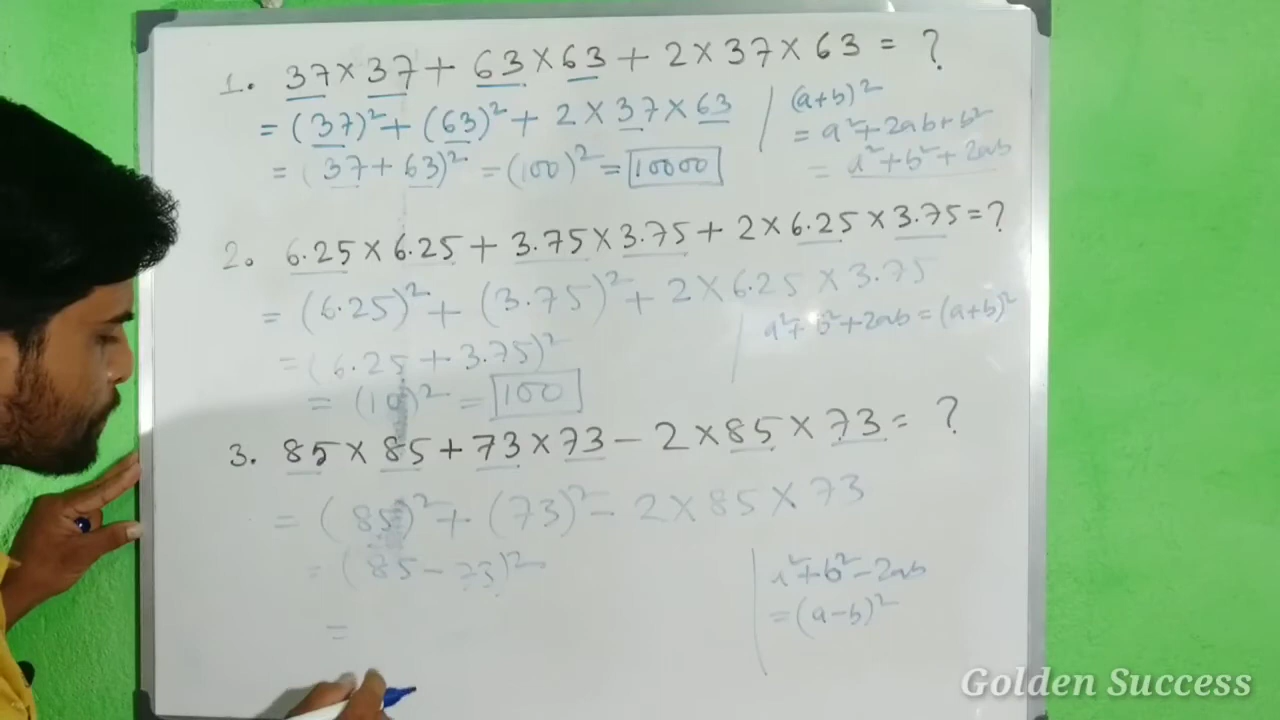 1. 37×37+ 63×63+2×37×63 = ?
= (37)²+(63)²+ 2×37×63
= (37+63)² =(100)² = 10000
(a+b)²
= a²+2ab+b²
= a²+b²+2ab
2. 6.25×6.25 + 3.75×3.75+2×6.25×3.75=?
= (6.25)²+ (3.75)²+ 2×6.25×3.75
= (6.25+3.75)²
= (10)² = 100
a²+b²+2ab=(a+b)²
3. 85×85+73×73-2×85×73= ?
= (85)²+(73)²-2×85×73
= (85-73)²
=
a²+b²-2ab
=(a-b)²
Golden Success